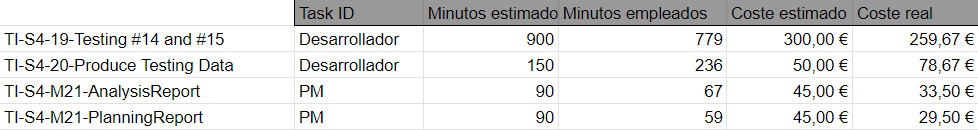 Task ID Minutos estimado Minutos empleados Coste estimado Coste real
TI-S4-19-Testing #14 and #15 Desarrollador 900 779 300,00 € 259,67 €
TI-S4-20-Produce Testing Data Desarrollador 150 236 50,00 € 78,67 €
TI-S4-M21-AnalysisReport PM 90 67 45,00 € 33,50 €
TI-S4-M21-PlanningReport PM 90 59 45,00 € 29,50 €